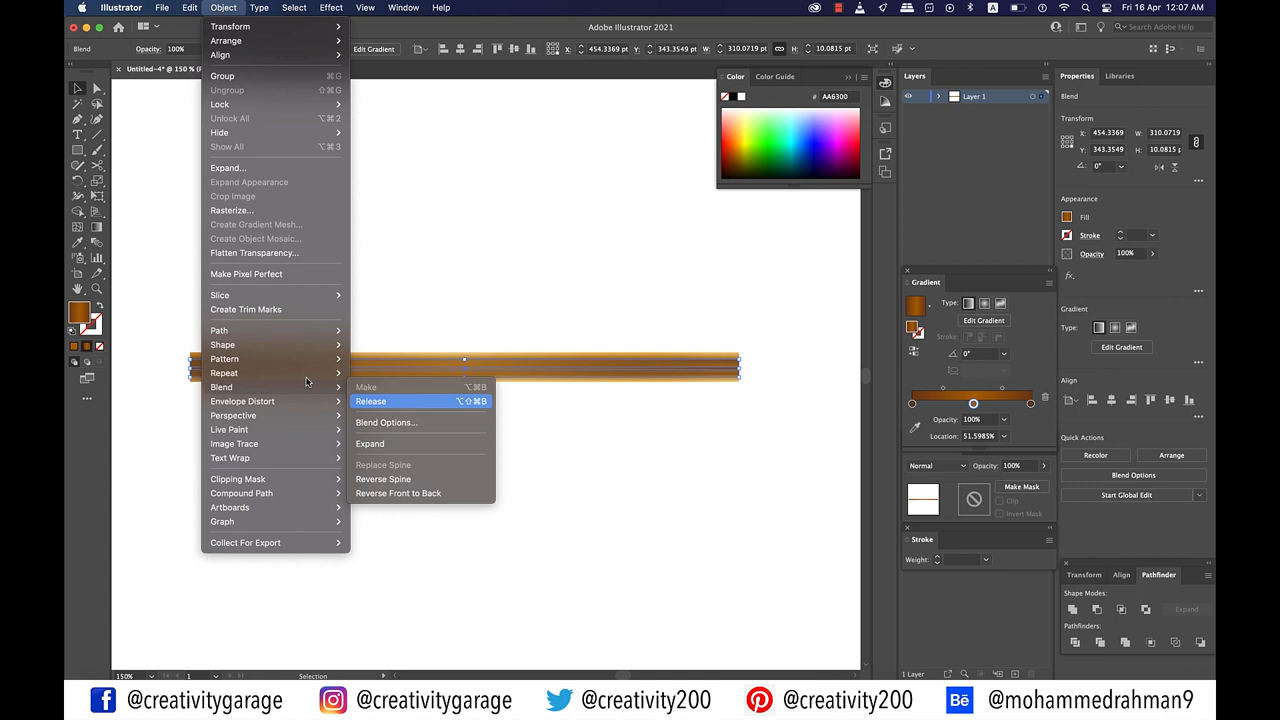 Illustrator File Edit Object Type Select Effect View Window Help
A
Fri 16 Apr 12:07 AM
Adobe Illustrator 2021
Search Adobe Help
Blend
Opacity: 100%
Edit Gradient
X: 454.3369
Y: 343.3549
W: 310.0719
H: 10.0815 pt
Transform
Arrange
Align
Group ⌘G
Ungroup ⇧⌘G
Lock
Unlock All ⌥⌘2
Hide
Show All ⌥⌘3
Expand...
Expand Appearance
Crop Image
Rasterize...
Create Gradient Mesh...
Create Object Mosaic...
Flatten Transparency...
Make Pixel Perfect
Slice
Create Trim Marks
Path
Shape
Pattern
Repeat
Blend
Envelope Distort
Perspective
Live Paint
Image Trace
Text Wrap
Clipping Mask
Compound Path
Artboards
Graph
Collect For Export
Make ⌥⌘B
Release ⌥⇧⌘B
Blend Options...
Expand
Replace Spine
Reverse Spine
Reverse Front to Back
Untitled-4* @ 150 %
Color
Color Guide
# AA6300
Layers
Layer 1
Properties
Libraries
Blend
Transform
X: 454.3369
W: 310.0719
Y: 343.3549
H: 10.0815 p
0°
Appearance
Fill
Stroke
Opacity 100%
fx.
Gradient
Type:
Edit Gradient
Align
Quick Actions
Recolor
Arrange
Blend Options
Start Global Edit
Gradient
Type:
Edit Gradient
Stroke:
0°
Opacity: 100%
Location: 51.5985%
Normal
Opacity: 100%
Make Mask
Clip
Invert Mask
Stroke
Weight:
Transform
Align
Pathfinder
Shape Modes:
Expand
Pathfinders:
1 Layer
150%
1
Selection
@creativitygarage
@creativitygarage
@creativity200
@creativity200
Bē
@mohammedrahman9